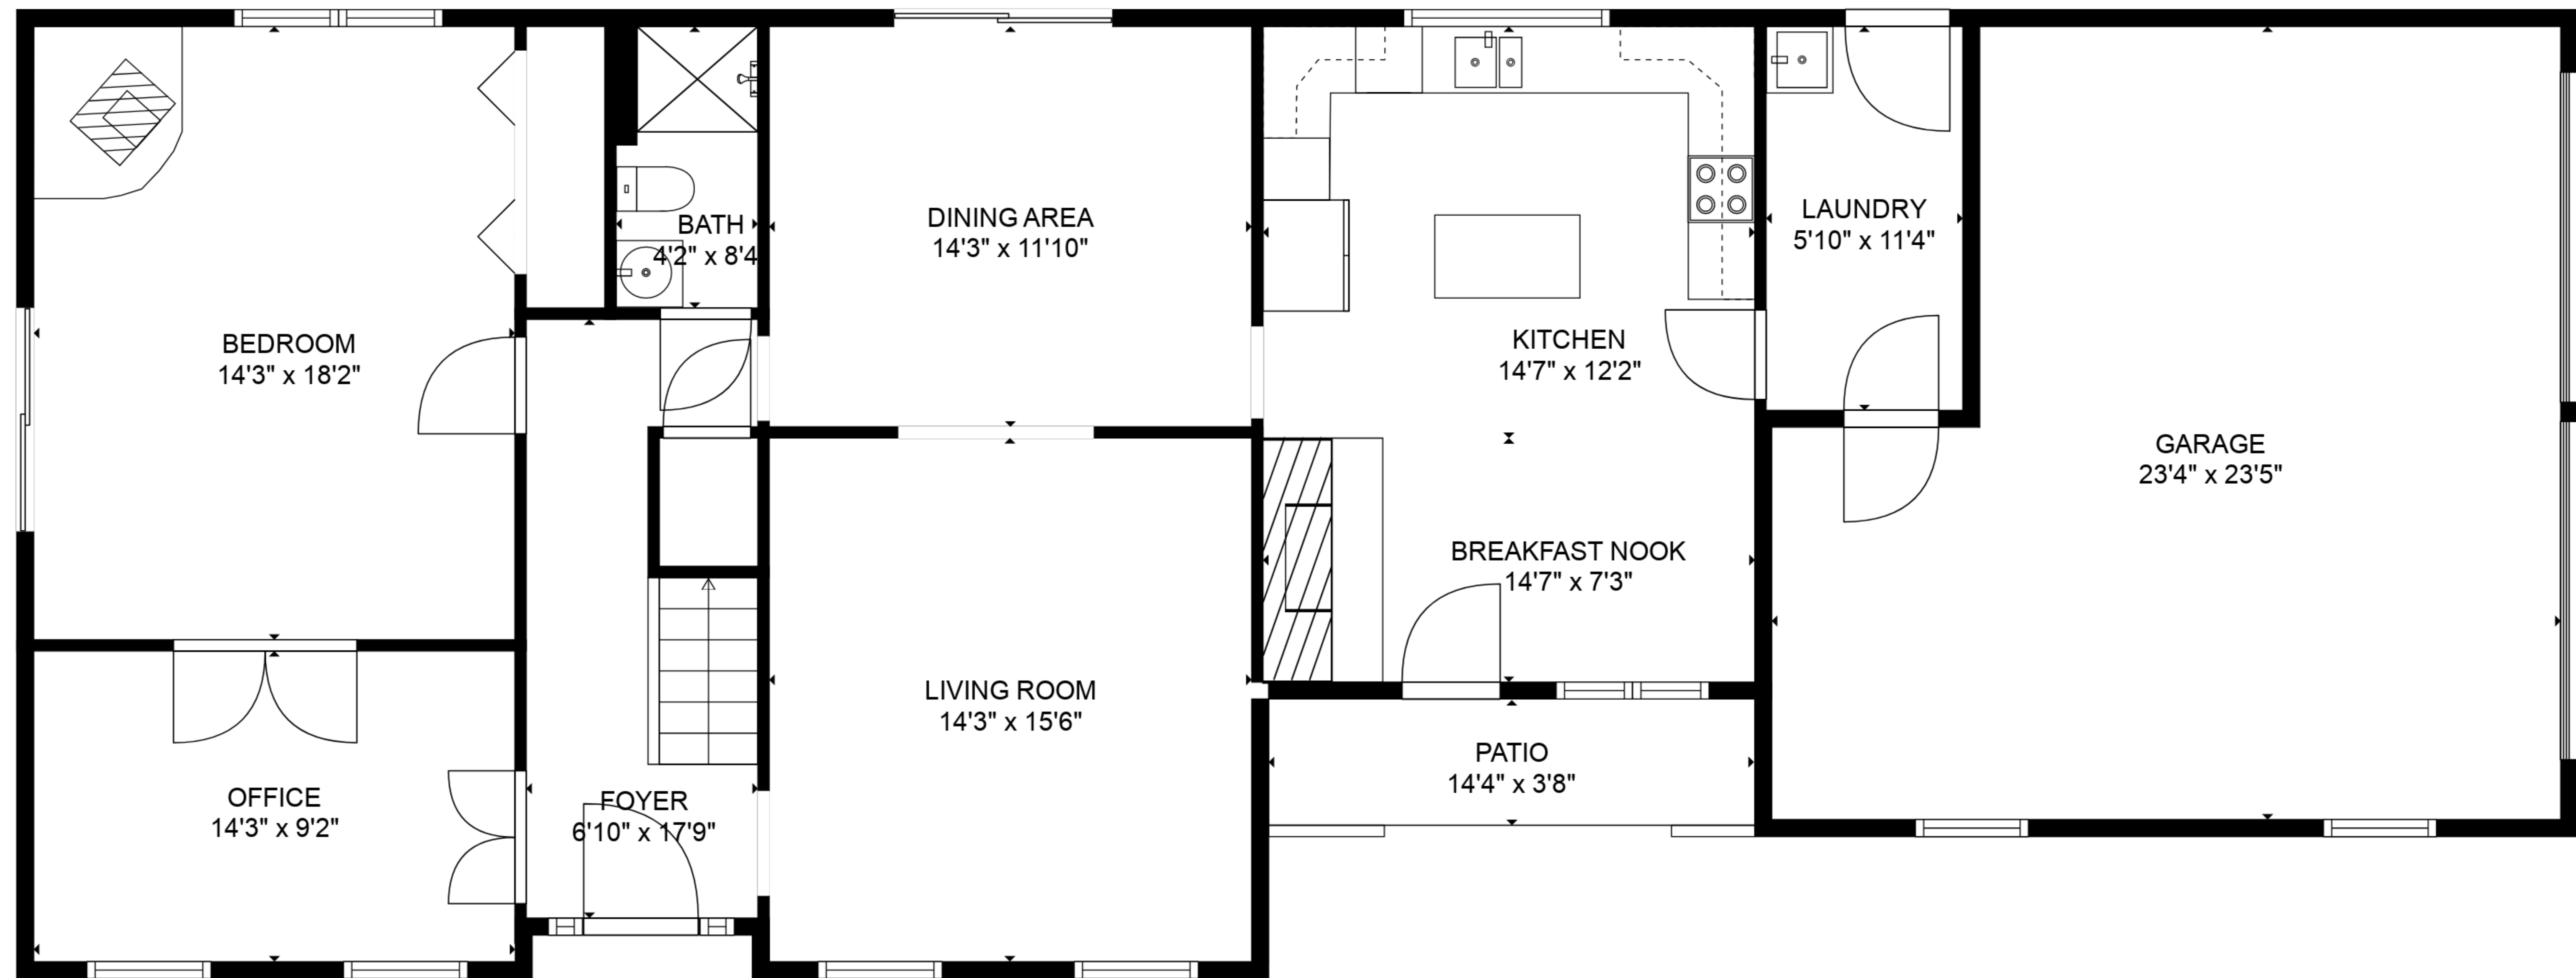 BEDROOM
14'3" x 18'2"
BATH
4'2" x 8'4
DINING AREA
14'3" x 11'10"
KITCHEN
14'7" x 12'2"
LAUNDRY
5'10" x 11'4"
GARAGE
23'4" x 23'5"
BREAKFAST NOOK
14'7" x 7'3"
LIVING ROOM
14'3" x 15'6"
PATIO
14'4" x 3'8"
OFFICE
14'3" x 9'2"
FOYER
6'10" x 17'9"